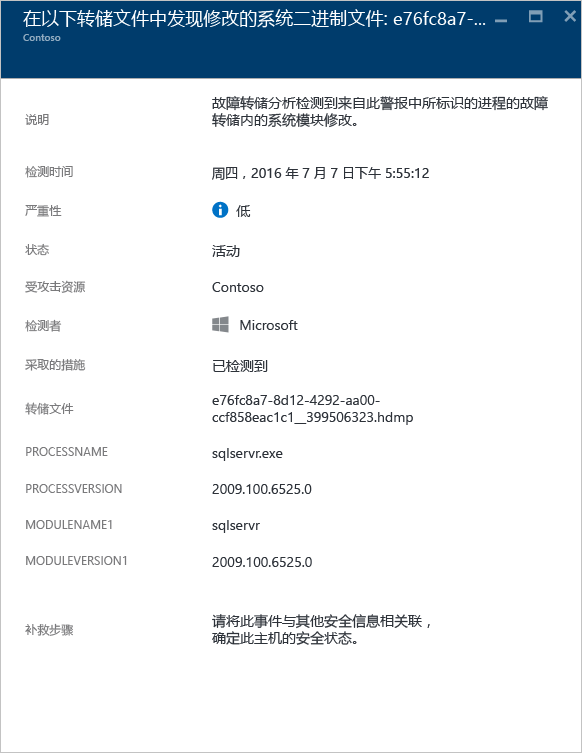 在以下转储文件中发现修改的系统二进制文件: e76fc8a7-...
Contoso
说明
故障转储分析检测到来自此警报中所标识的进程的故障
转储内的系统模块修改。
检测时间
周四，2016 年 7 月 7 日下午 5:55:12
严重性
低
状态
活动
受攻击资源
Contoso
检测者
Microsoft
采取的措施
已检测到
转储文件
e76fc8a7-8d12-4292-aa00-
ccf858eac1c1__399506323.hdmp
PROCESSNAME
sqlservr.exe
PROCESSVERSION
2009.100.6525.0
MODULENAME1
sqlservr
MODULEVERSION1
2009.100.6525.0
补救步骤
请将此事件与其他安全信息相关联，
确定此主机的安全状态。